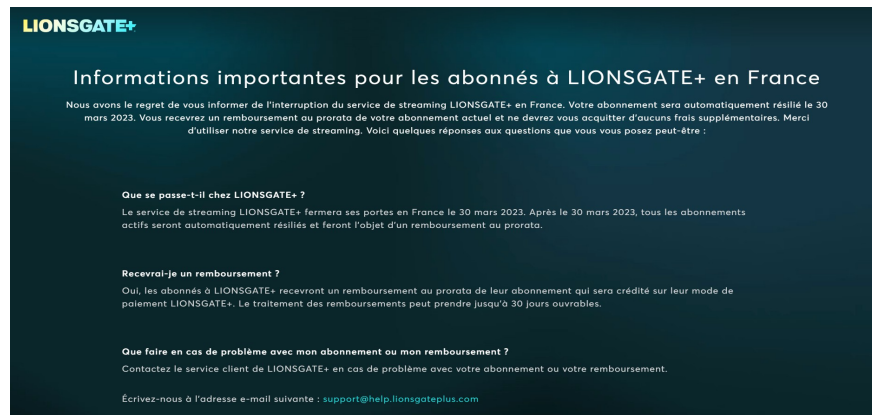 LIONSGATE+
Informations importantes pour les abonnés à LIONSGATE+ en France
Nous avons le regret de vous informer de l'interruption du service de streaming LIONSGATE+ en France. Votre abonnement sera automatiquement résilié le 30
mars 2023. Vous recevrez un remboursement au prorata de votre abonnement actuel et ne devrez vous acquitter d'aucuns frais supplémentaires. Merci
d'utiliser notre service de streaming. Voici quelques réponses aux questions que vous vous posez peut-être :
Que se passe-t-il chez LIONSGATE+ ?
Le service de streaming LIONSGATE+ fermera ses portes en France le 30 mars 2023. Après le 30 mars 2023, tous les abonnements
actifs seront automatiquement résiliés et feront l'objet d'un remboursement au prorata.
Recevrai-je un remboursement ?
Oui, les abonnés à LIONSGATE+ recevront un remboursement au prorata de leur abonnement qui sera crédité sur leur mode de
paiement LIONSGATE+. Le traitement des remboursements peut prendre jusqu'à 30 jours ouvrables.
Que faire en cas de problème avec mon abonnement ou mon remboursement ?
Contactez le service client de LIONSGATE+ en cas de problème avec votre abonnement ou votre remboursement.
Écrivez-nous à l'adresse e-mail suivante : support@help.lionsgateplus.com